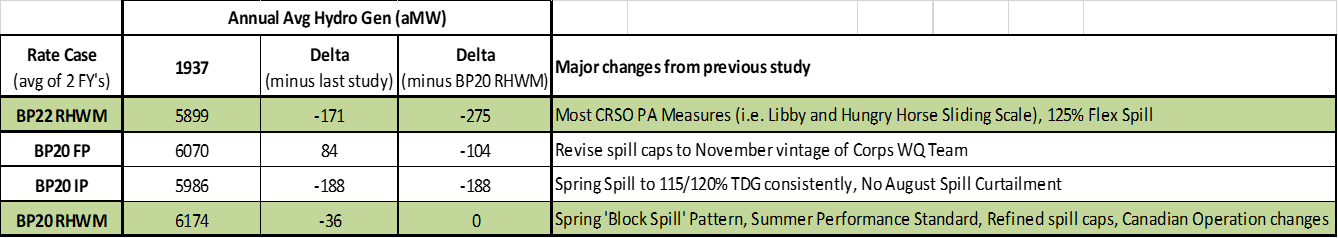 Annual Avg Hydro Gen (aMW)
Rate Case (avg of 2 FY's) 1937 Delta (minus last study) Delta (minus BP20 RHWM) Major changes from previous study
BP22 RHWM 5899 -171 -275 Most CRSO PA Measures (i.e. Libby and Hungry Horse Sliding Scale), 125% Flex Spill
BP20 FP 6070 84 -104 Revise spill caps to November vintage of Corps WQ Team
BP20 IP 5986 -188 -188 Spring Spill to 115/120% TDG consistently, No August Spill Curtailment
BP20 RHWM 6174 -36 0 Spring 'Block Spill' Pattern, Summer Performance Standard, Refined spill caps, Canadian Operation changes